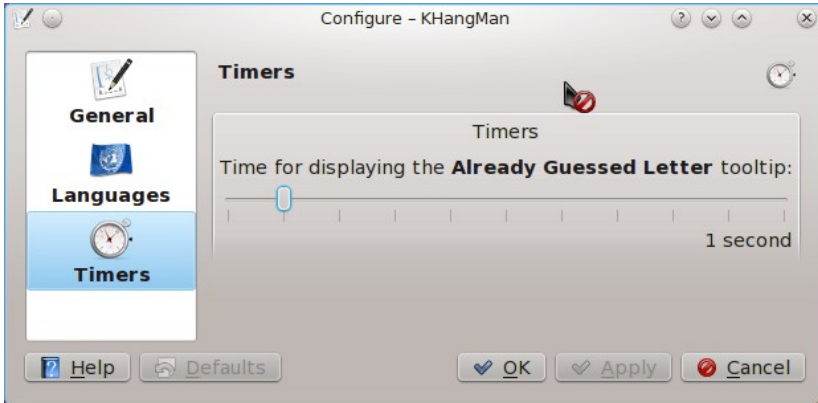 Configure – KHangMan
General
Languages
Timers
Timers
Timers
Time for displaying the Already Guessed Letter tooltip:
1 second
Help
Defaults
OK
Apply
Cancel